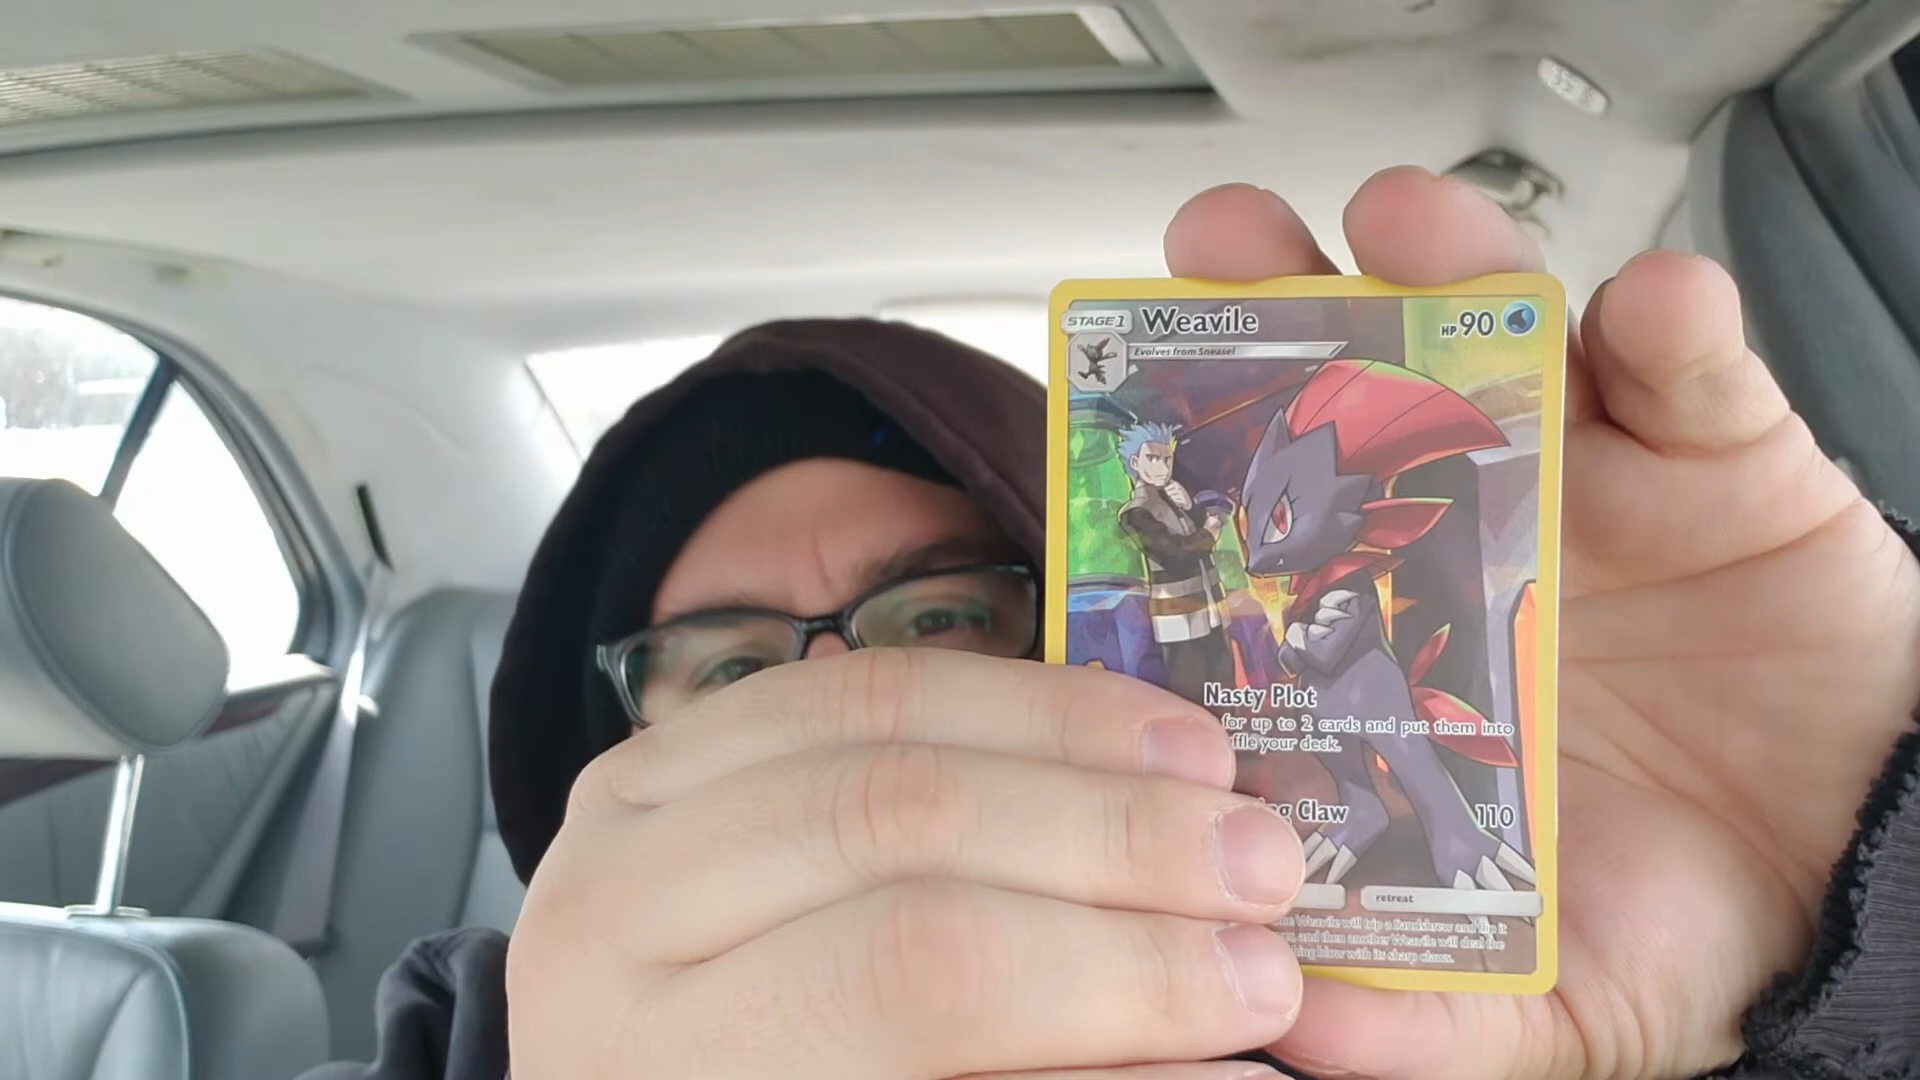 STAGE 1 Weavile HP 90
Evolves from Sneasel
Nasty Plot
for up to 2 cards and put them into
ffle your deck.
ng Claw 110
retreat
Weavile will trip a Sandshrew and flip it
and then another Weavile will deal the
ing blow with its sharp claws.